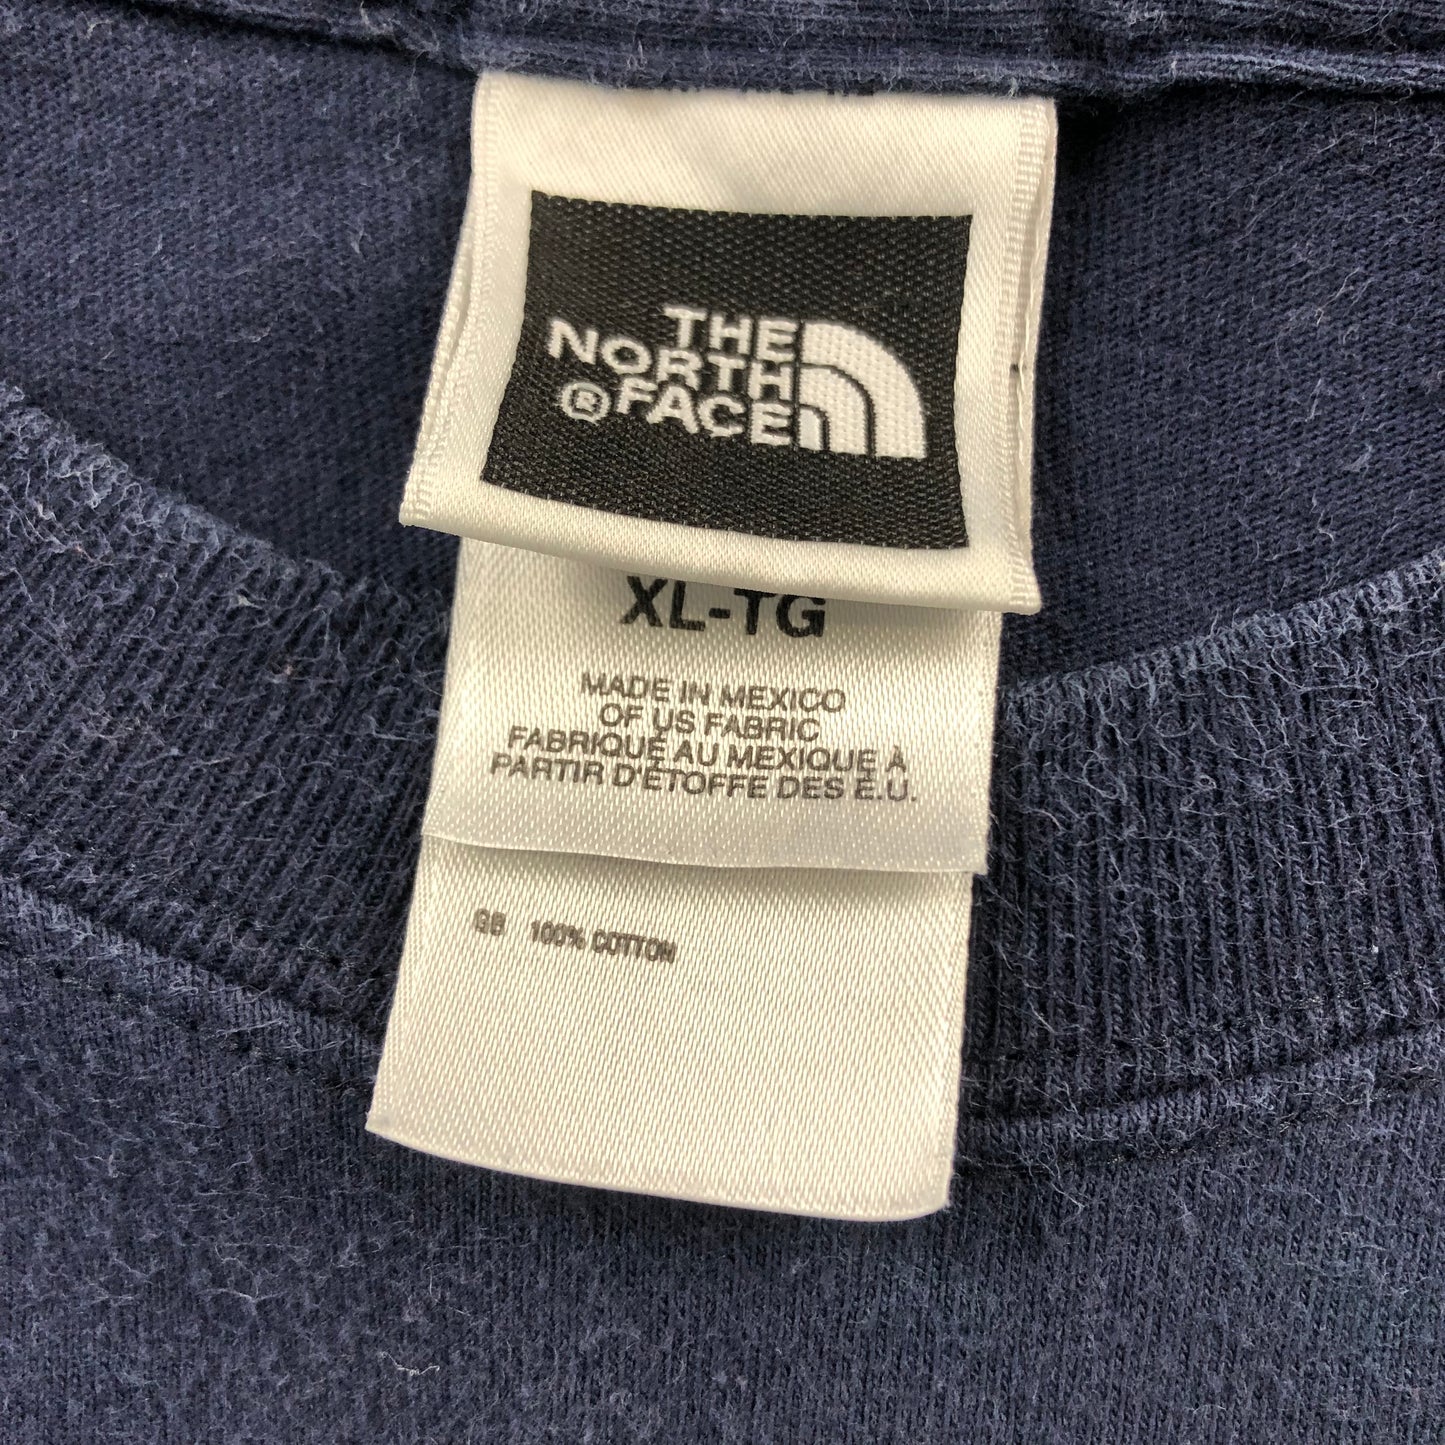 THE
NORTH
® FACE
XL-TG
MADE IN MEXICO
OF US FABRIC
FABRIQUÉ AU MEXIQUE À
PARTIR D'ÉTOFFE DES É.U.
GB 100% COTTON